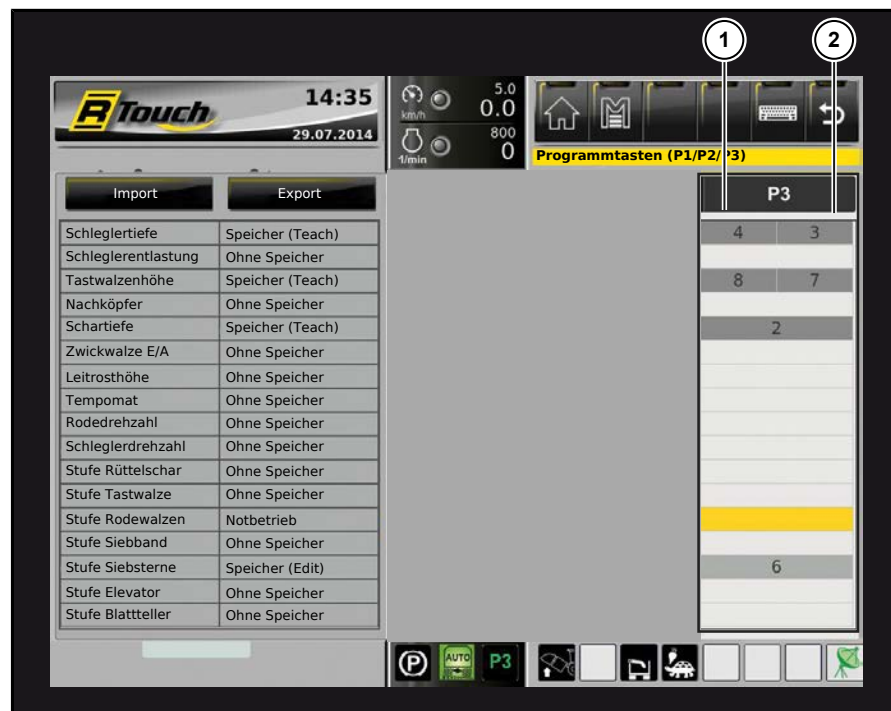 1 2
R Touch
14:35
29.07.2014
km/h
5.0
0.0
1/min
800
0
Programmtasten (P1/P2/P3)
Import Export
P3
Schleglertiefe Speicher (Teach) 4 3
Schleglerentlastung Ohne Speicher
Tastwalzenhöhe Speicher (Teach) 8 7
Nachköpfer Ohne Speicher
Schartiefe Speicher (Teach) 2
Zwickwalze E/A Ohne Speicher
Leitrosthöhe Ohne Speicher
Tempomat Ohne Speicher
Rodedrehzahl Ohne Speicher
Schleglerdrehzahl Ohne Speicher
Stufe Rüttelschar Ohne Speicher
Stufe Tastwalze Ohne Speicher
Stufe Rodewalzen Notbetrieb
Stufe Siebband Ohne Speicher
Stufe Siebsterne Speicher (Edit) 6
Stufe Elevator Ohne Speicher
Stufe Blattteller Ohne Speicher
P AUTO P3